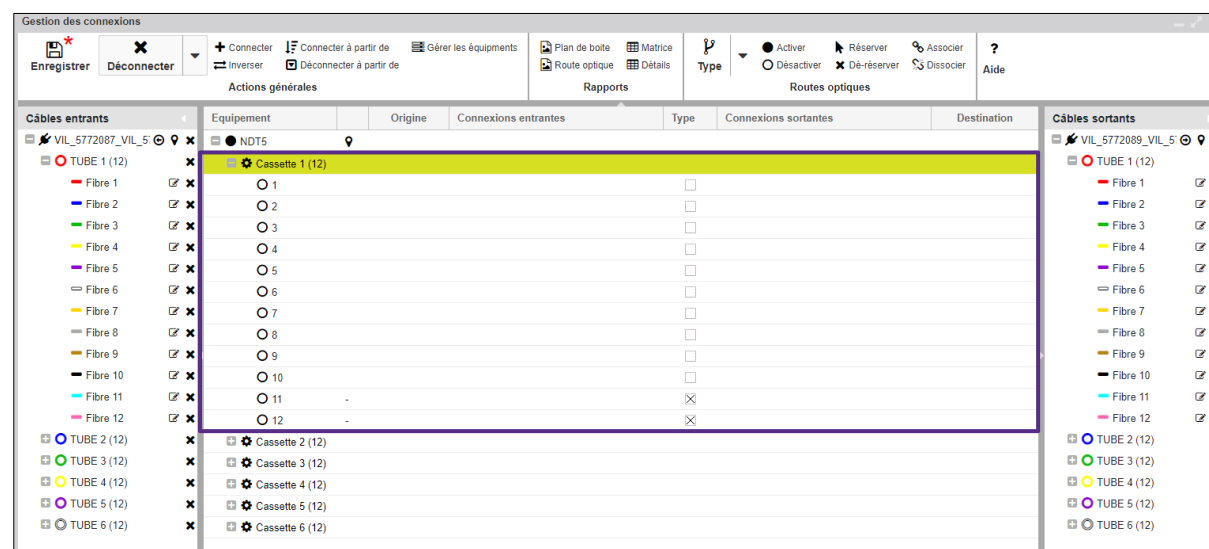 Gestion des connexions
Enregistrer
Déconnecter
Connecter
Connecter à partir de
Gérer les équipements
Inverser
Déconnecter à partir de
Actions générales
Plan de boite
Matrice
Route optique
Détails
Rapports
Type
Activer
Réserver
Associer
Désactiver
Dé-réserver
Dissocier
Routes optiques
?
Aide
Câbles entrants
VIL_5772087_VIL_5
TUBE 1 (12)
Fibre 1
Fibre 2
Fibre 3
Fibre 4
Fibre 5
Fibre 6
Fibre 7
Fibre 8
Fibre 9
Fibre 10
Fibre 11
Fibre 12
TUBE 2 (12)
TUBE 3 (12)
TUBE 4 (12)
TUBE 5 (12)
TUBE 6 (12)
Equipement Origine Connexions entrantes Type Connexions sortantes Destination
NDT5
Cassette 1 (12)
1
2
3
4
5
6
7
8
9
10
11 -
12 -
Cassette 2 (12)
Cassette 3 (12)
Cassette 4 (12)
Cassette 5 (12)
Cassette 6 (12)
Câbles sortants
VIL_5772089_VIL_5
TUBE 1 (12)
Fibre 1
Fibre 2
Fibre 3
Fibre 4
Fibre 5
Fibre 6
Fibre 7
Fibre 8
Fibre 9
Fibre 10
Fibre 11
Fibre 12
TUBE 2 (12)
TUBE 3 (12)
TUBE 4 (12)
TUBE 5 (12)
TUBE 6 (12)